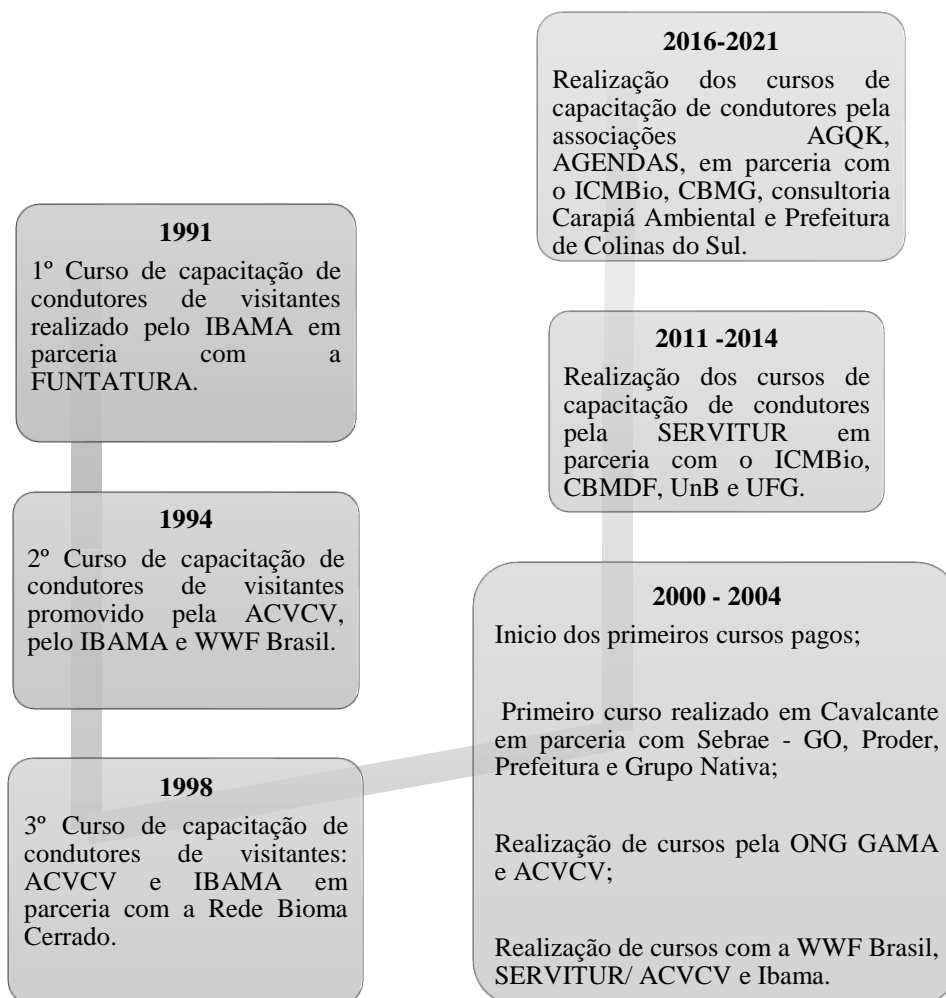 1991
1º Curso de capacitação de
condutores de visitantes
realizado pelo IBAMA em
parceria com a
FUNTATURA.
1994
2º Curso de capacitação de
condutores de visitantes
promovido pela ACVCV,
pelo IBAMA e WWF Brasil.
1998
3º Curso de capacitação de
condutores de visitantes:
ACVCV e IBAMA em
parceria com a Rede Bioma
Cerrado.
2000 - 2004
Inicio dos primeiros cursos pagos;
Primeiro curso realizado em Cavalcante
em parceria com Sebrae - GO, Proder,
Prefeitura e Grupo Nativa;
Realização de cursos pela ONG GAMA
e ACVCV;
Realização de cursos com a WWF Brasil,
SERVITUR/ ACVCV e Ibama.
2011 -2014
Realização dos cursos de
capacitação de condutores
pela SERVITUR em
parceria com o ICMBio,
CBMDF, UnB e UFG.
2016-2021
Realização dos cursos de
capacitação de condutores pela
associações AGQK,
AGENDAS, em parceria com
o ICMBio, CBMG, consultoria
Carapiá Ambiental e Prefeitura
de Colinas do Sul.